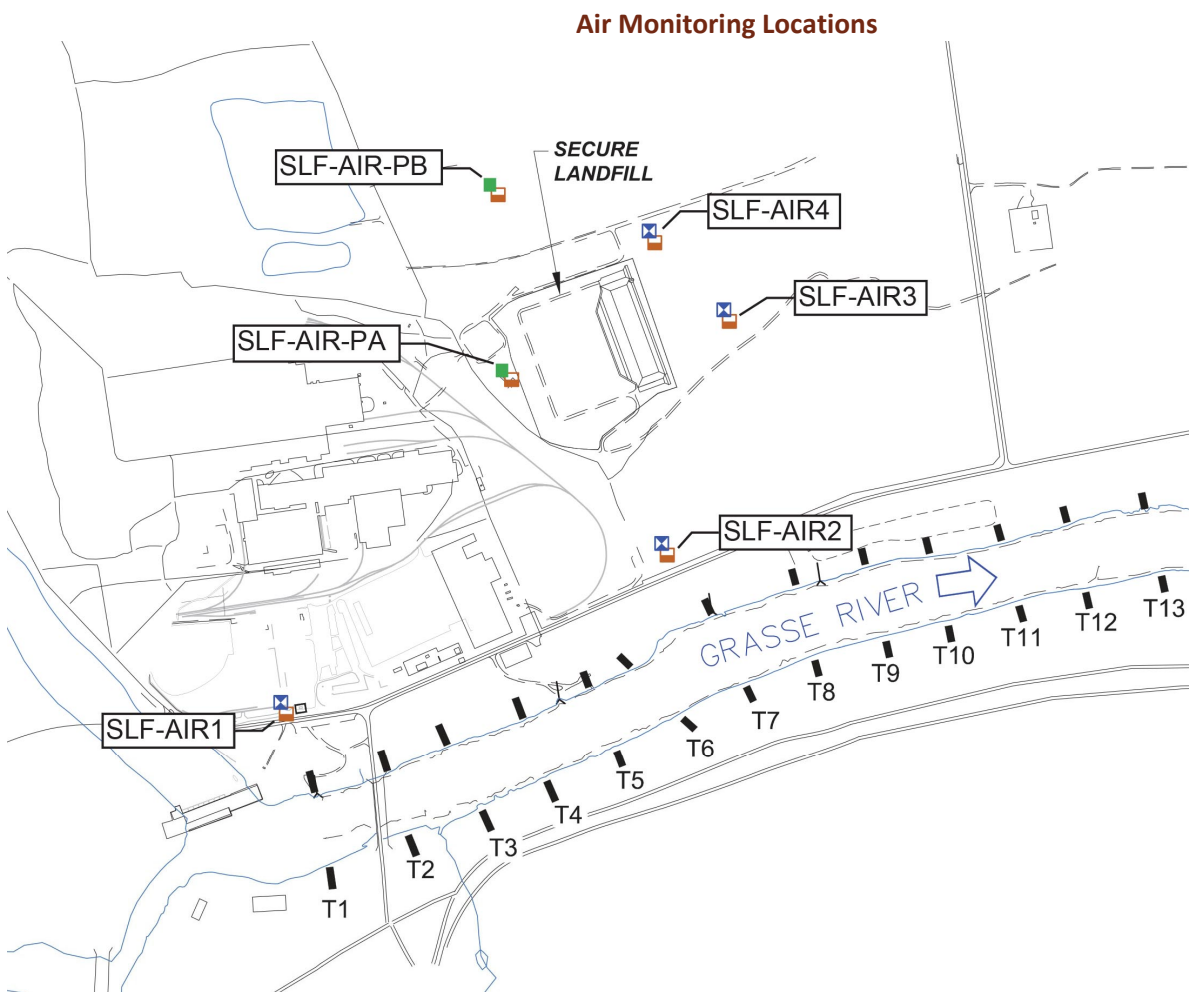 Air Monitoring Locations
SLF-AIR-PB
SECURE
LANDFILL
SLF-AIR4
SLF-AIR3
SLF-AIR-PA
SLF-AIR2
GRASSE RIVER
SLF-AIR1
T13
T12
T11
T10
T9
T8
T7
T6
T5
T4
T3
T2
T1